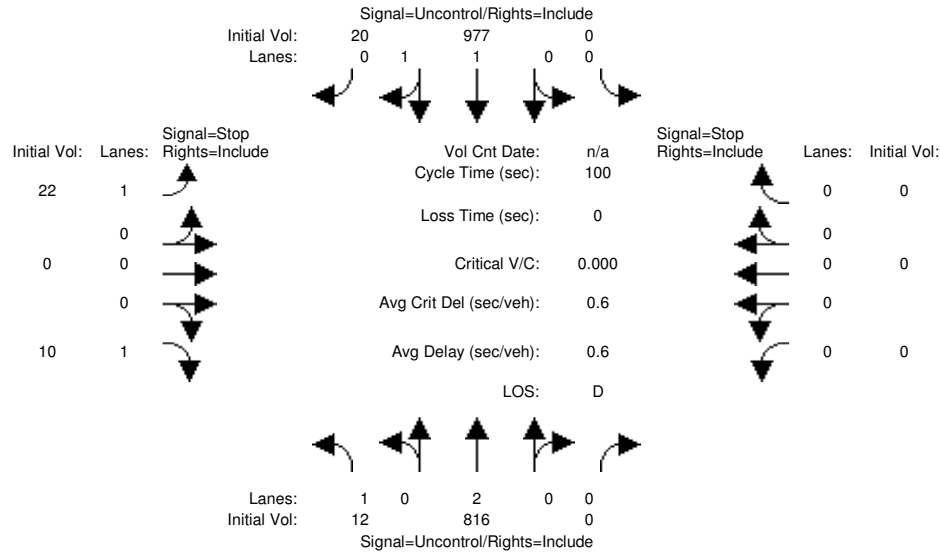 Signal=Uncontrol/Rights=Include
Initial Vol: 20 977 0
Lanes: 0 1 1 0 0
Signal=Stop
Initial Vol: Lanes: Rights=Include
Vol Cnt Date: n/a
Signal=Stop
Rights=Include Lanes: Initial Vol:
Cycle Time (sec): 100
22 1
0 0
Loss Time (sec): 0
0
0
0 0
Critical V/C: 0.000
0 0
0
Avg Crit Del (sec/veh): 0.6
0
10 1
Avg Delay (sec/veh): 0.6
0 0
LOS: D
Lanes: 1 0 2 0 0
Initial Vol: 12 816 0
Signal=Uncontrol/Rights=Include